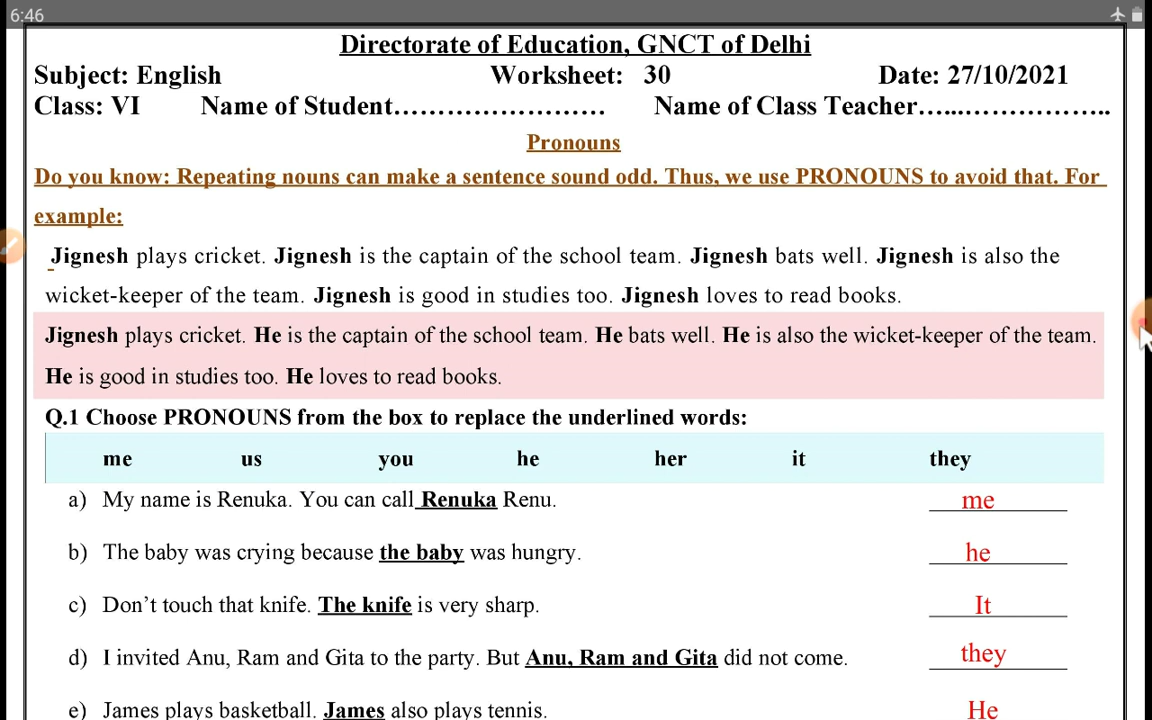 6:46
Directorate of Education, GNCT of Delhi
Subject: English Worksheet: 30 Date: 27/10/2021
Class: VI Name of Student........................ Name of Class Teacher.........................
Pronouns
Do you know: Repeating nouns can make a sentence sound odd. Thus, we use PRONOUNS to avoid that. For
example:
Jignesh plays cricket. Jignesh is the captain of the school team. Jignesh bats well. Jignesh is also the
wicket-keeper of the team. Jignesh is good in studies too. Jignesh loves to read books.
Jignesh plays cricket. He is the captain of the school team. He bats well. He is also the wicket-keeper of the team.
He is good in studies too. He loves to read books.
Q.1 Choose PRONOUNS from the box to replace the underlined words:
me us you he her it they
a) My name is Renuka. You can call Renuka Renu. me
b) The baby was crying because the baby was hungry. he
c) Don't touch that knife. The knife is very sharp. It
d) I invited Anu, Ram and Gita to the party. But Anu, Ram and Gita did not come. they
e) James plays basketball. James also plays tennis. He